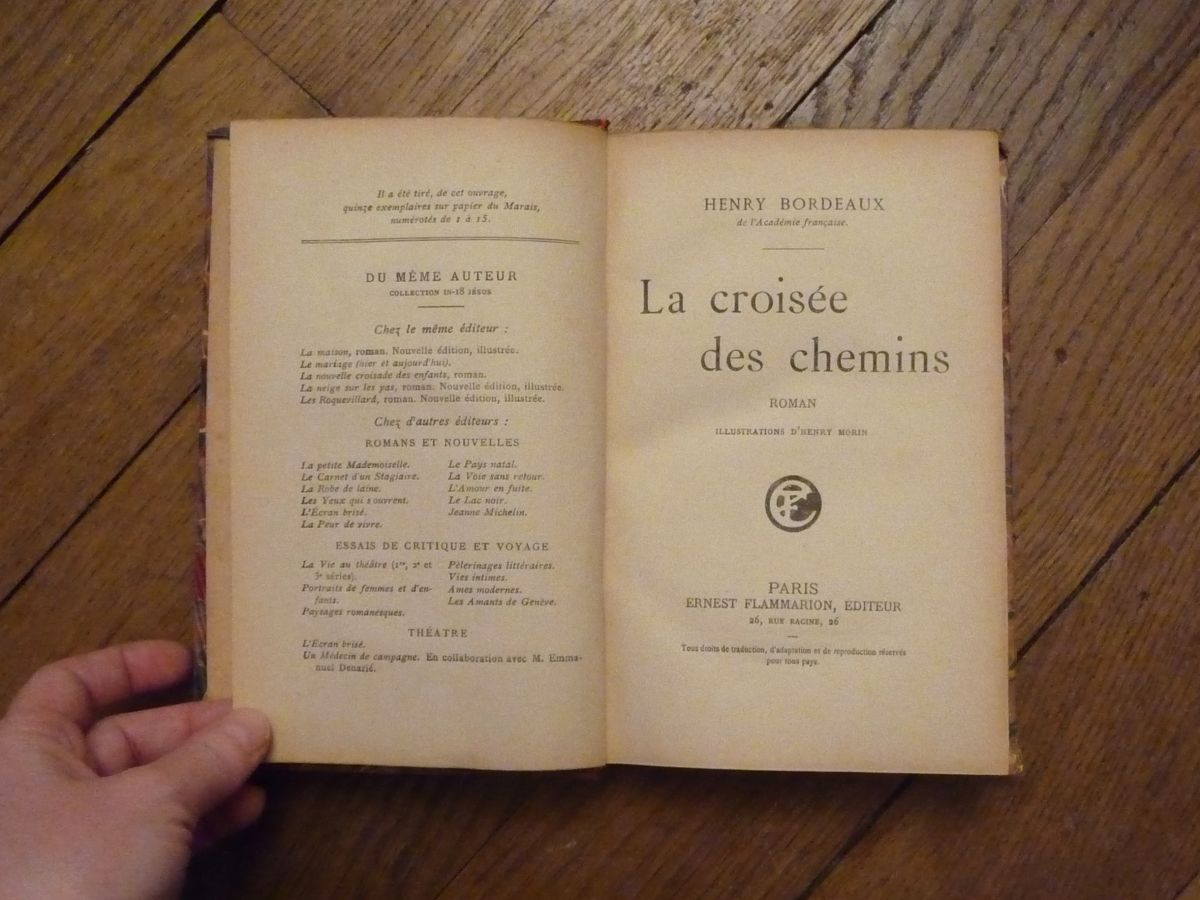 Il a été tiré, de cet ouvrage,
quinze exemplaires sur papier du Marais,
numérotés de 1 à 15.
DU MÊME AUTEUR
COLLECTION IN-18 JÉSUS
Chez le même éditeur :
La maison, roman. Nouvelle édition, illustrée.
Le mariage (hier et aujourd'hui).
La nouvelle croisade des enfants, roman.
La neige sur les pas, roman. Nouvelle édition, illustrée.
Les Roquevillard, roman. Nouvelle édition, illustrée.
Chez d'autres éditeurs :
ROMANS ET NOUVELLES
La petite Mademoiselle.
Le Carnet d'un Stagiaire.
La Robe de laine.
Les Yeux qui s'ouvrent.
L'Écran brisé.
La Peur de vivre.
Le Pays natal.
La Voie sans retour.
L'Amour en fuite.
Le Lac noir.
Jeanne Michelin.
ESSAIS DE CRITIQUE ET VOYAGE
La Vie au théâtre (1re, 2e et
3e séries).
Portraits de femmes et d'en-
fants.
Paysages romanesques.
Pèlerinages littéraires.
Vies intimes.
Ames modernes.
Les Amants de Genève.
THÉATRE
L'Écran brisé.
Un Médecin de campagne. En collaboration avec M. Emma-
nuel Denarié.
HENRY BORDEAUX
de l'Académie française.
La croisée
des chemins
ROMAN
ILLUSTRATIONS D'HENRY MORIN
PARIS
ERNEST FLAMMARION, ÉDITEUR
26, RUE RACINE, 26
Tous droits de traduction, d'adaptation et de reproduction réservés
pour tous pays.